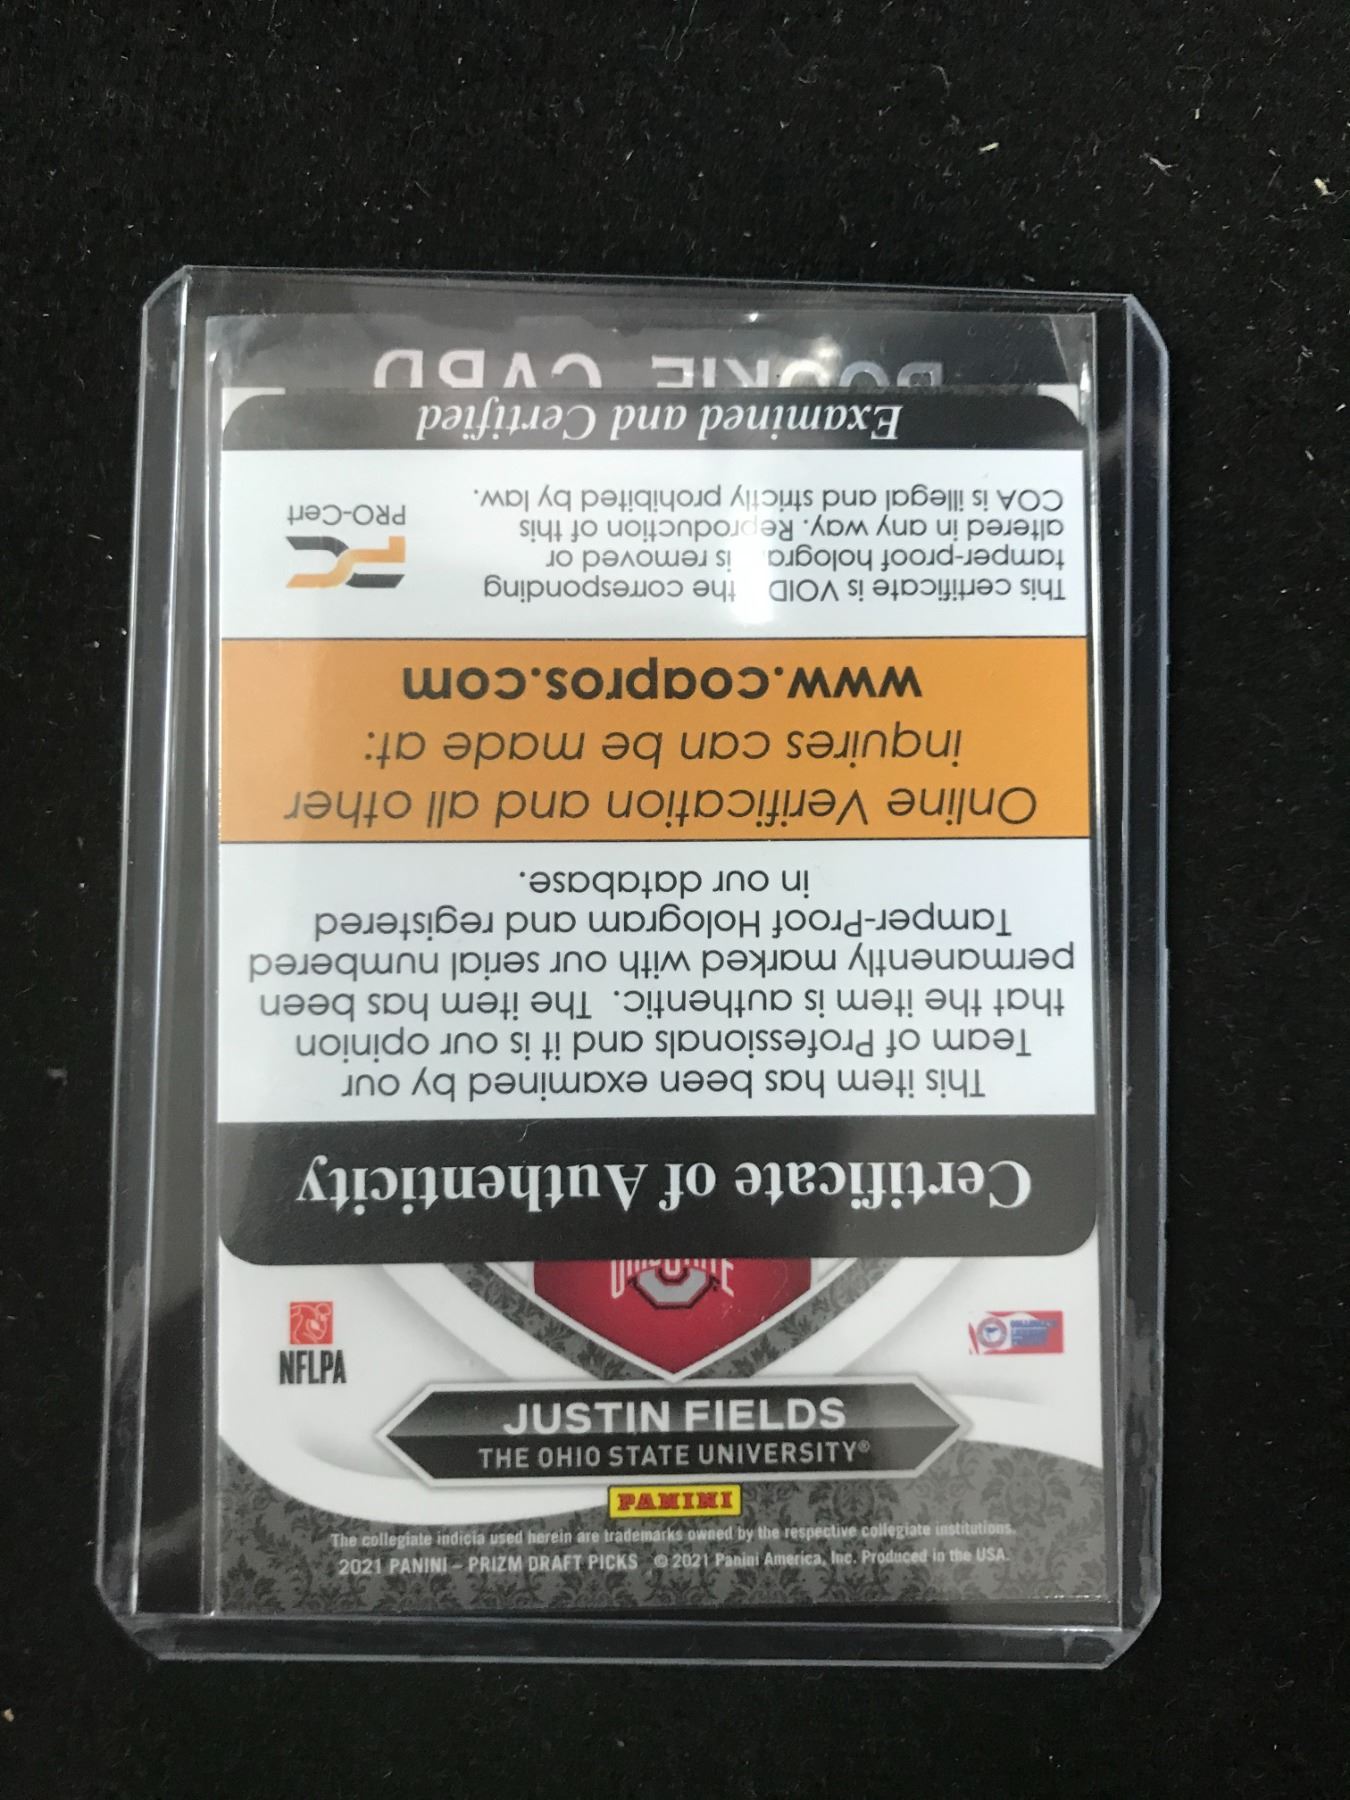 Certificate of Authenticity
This item has been examined by our
Team of Professionals and it is our opinion
that the item is authentic. The item has been
permanently marked with our serial numbered
Tamper-Proof Hologram and registered
in our database.
Online Verification and all other
inquires can be made at:
www.coapros.com
This certificate is VOID the corresponding
tamper-proof hologram is removed or
altered in any way. Reproduction of this
COA is illegal and strictly prohibited by law.
PRO-Cert
Examined and Certified
ROOKIE CARD
OHIO STATE
NFLPA
JUSTIN FIELDS
THE OHIO STATE UNIVERSITY®
PANINI
The collegiate indicia used herein are trademarks owned by the respective collegiate institutions.
2021 PANINI – PRIZM DRAFT PICKS © 2021 Panini America, Inc. Produced in the USA.